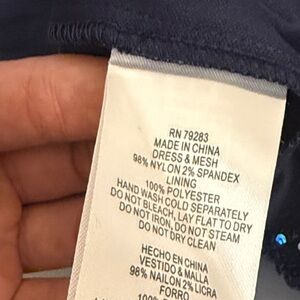 RN 79283
MADE IN CHINA
DRESS & MESH
98% NYLON 2% SPANDEX
LINING
100% POLYESTER
HAND WASH COLD SEPARATELY
DO NOT BLEACH, LAY FLAT TO DRY
DO NOT IRON, DO NOT STEAM
DO NOT DRY CLEAN
HECHO EN CHINA
VESTIDO & MALLA
98% NAILON 2% LICRA
FORRO